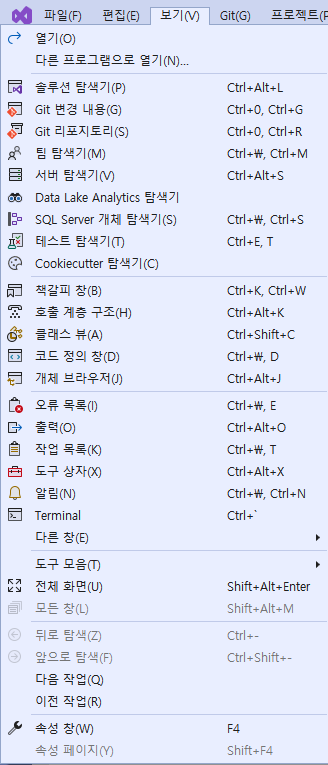 파일(F) 편집(E) 보기(V) Git(G) 프로젝트(P
열기(O)
다른 프로그램으로 열기(N)...
솔루션 탐색기(P) Ctrl+Alt+L
Git 변경 내용(G) Ctrl+0, Ctrl+G
Git 리포지토리(S) Ctrl+0, Ctrl+R
팀 탐색기(M) Ctrl+₩, Ctrl+M
서버 탐색기(V) Ctrl+Alt+S
Data Lake Analytics 탐색기
SQL Server 개체 탐색기(S) Ctrl+₩, Ctrl+S
테스트 탐색기(T) Ctrl+E, T
Cookiecutter 탐색기(C)
책갈피 창(B) Ctrl+K, Ctrl+W
호출 계층 구조(H) Ctrl+Alt+K
클래스 뷰(A) Ctrl+Shift+C
코드 정의 창(D) Ctrl+₩, D
개체 브라우저(J) Ctrl+Alt+J
오류 목록(I) Ctrl+₩, E
출력(O) Ctrl+Alt+O
작업 목록(K) Ctrl+₩, T
도구 상자(X) Ctrl+Alt+X
알림(N) Ctrl+₩, Ctrl+N
Terminal Ctrl+`
다른 창(E)
도구 모음(T)
전체 화면(U) Shift+Alt+Enter
모든 창(L) Shift+Alt+M
뒤로 탐색(Z) Ctrl+-
앞으로 탐색(F) Ctrl+Shift+-
다음 작업(Q)
이전 작업(R)
속성 창(W) F4
속성 페이지(Y) Shift+F4